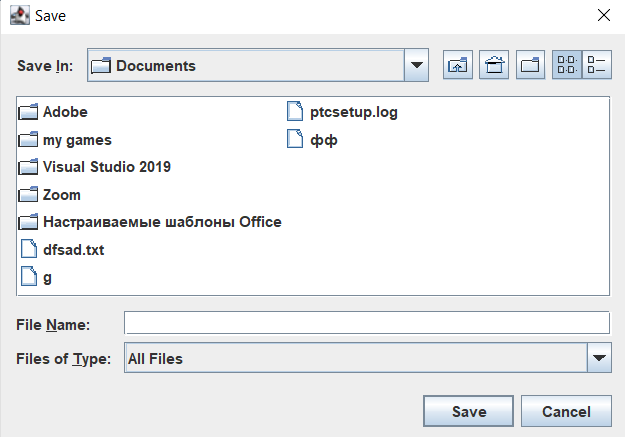 Save
Save In: Documents
Adobe
my games
Visual Studio 2019
Zoom
Настраиваемые шаблоны Office
dfsad.txt
g
ptcsetup.log
фф
File Name:
Files of Type: All Files
Save Cancel